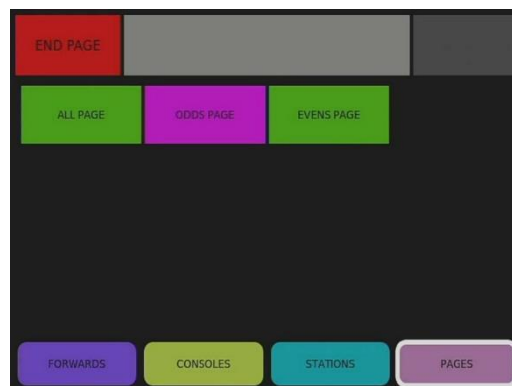 END PAGE
ALL PAGE
ODDS PAGE
EVENS PAGE
FORWARDS
CONSOLES
STATIONS
PAGES